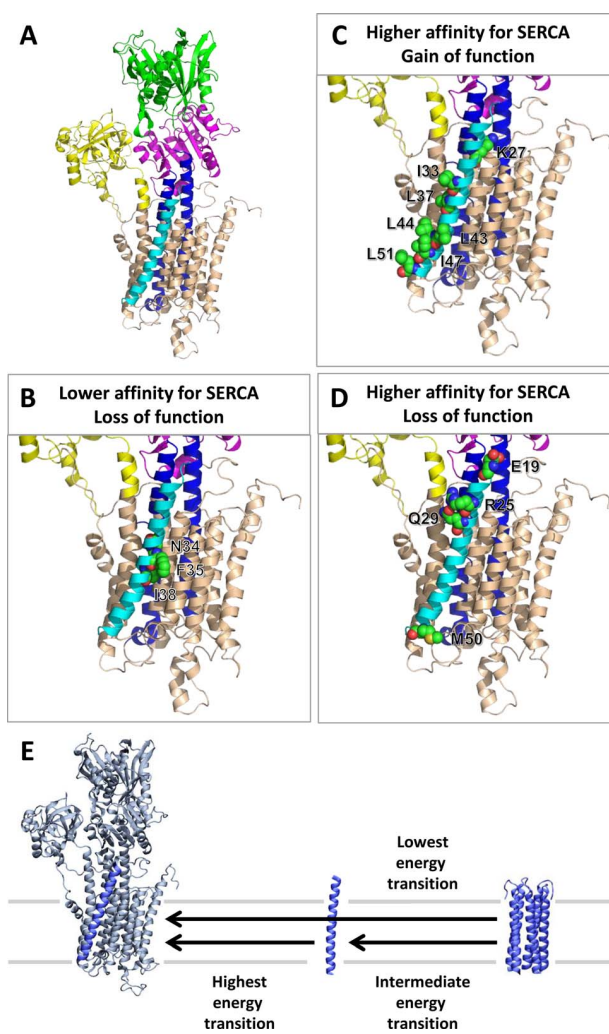 A
C
Higher affinity for SERCA
Gain of function
K27
I33
L37
L44
L43
L51
I47
B
Lower affinity for SERCA
Loss of function
N34
F35
I38
D
Higher affinity for SERCA
Loss of function
E19
R25
Q29
M50
E
Lowest
energy
transition
Highest
energy
transition
Intermediate
energy
transition